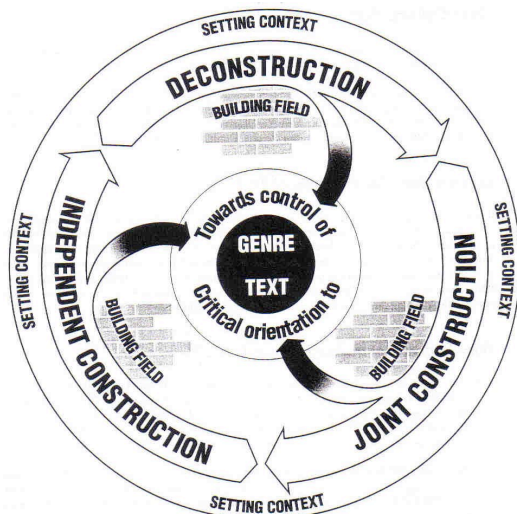 SETTING CONTEXT
DECONSTRUCTION
BUILDING FIELD
SETTING CONTEXT
JOINT CONSTRUCTION
BUILDING FIELD
SETTING CONTEXT
INDEPENDENT CONSTRUCTION
BUILDING FIELD
SETTING CONTEXT
Towards control of
GENRE
TEXT
Critical orientation to